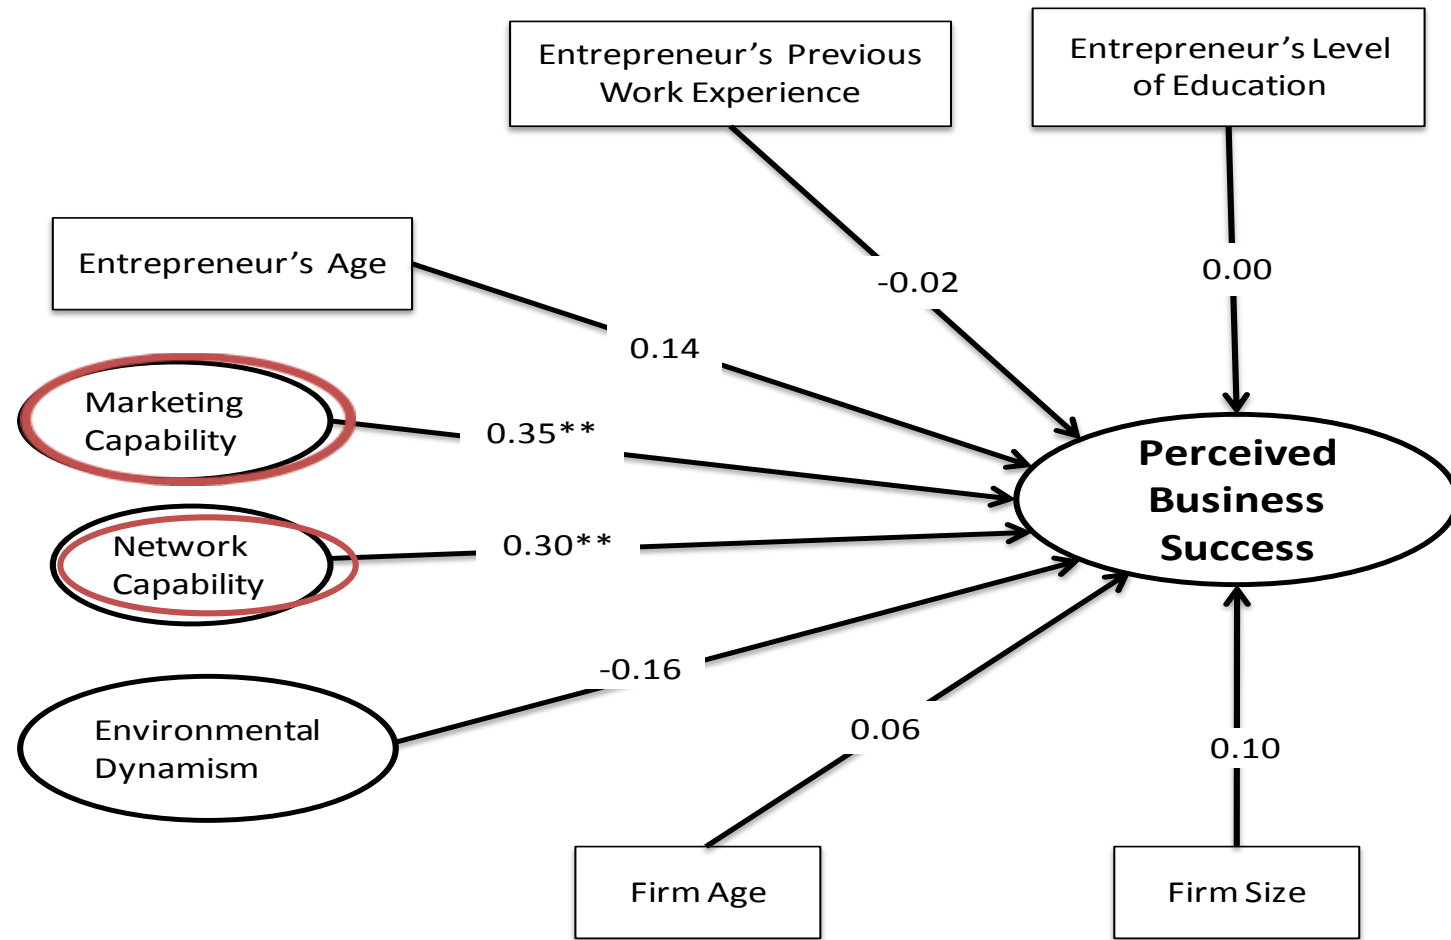 Entrepreneur's Previous
Work Experience
Entrepreneur's Level
of Education
Entrepreneur's Age
-0.02
0.00
0.14
Marketing
Capability
0.35**
Perceived
Business
Success
Network
Capability
0.30**
Environmental
Dynamism
-0.16
0.06
0.10
Firm Age
Firm Size